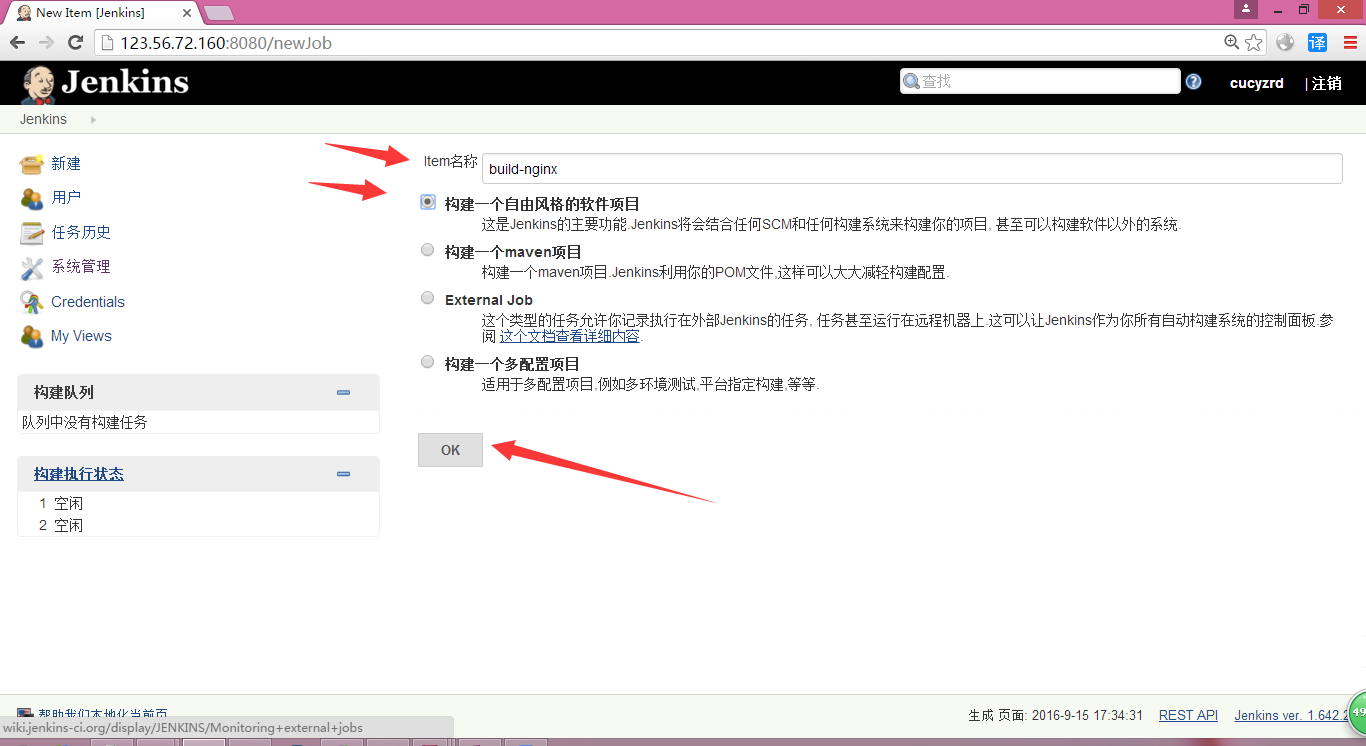 New Item [Jenkins]
123.56.72.160:8080/newJob
译
Jenkins
查找
cucyzrd
| 注销
Jenkins
新建
用户
任务历史
系统管理
Credentials
My Views
构建队列
队列中没有构建任务
构建执行状态
1 空闲
2 空闲
Item名称
build-nginx
构建一个自由风格的软件项目
这是Jenkins的主要功能.Jenkins将会结合任何SCM和任何构建系统来构建你的项目, 甚至可以构建软件以外的系统.
构建一个maven项目
构建一个maven项目.Jenkins利用你的POM文件,这样可以大大减轻构建配置.
External Job
这个类型的任务允许你记录执行在外部Jenkins的任务, 任务甚至运行在远程机器上.这可以让Jenkins作为你所有自动构建系统的控制面板.参
阅 这个文档查看详细内容.
构建一个多配置项目
适用于多配置项目,例如多环境测试,平台指定构建,等等.
OK
帮助我们本地化当前页
wiki.jenkins-ci.org/display/JENKINS/Monitoring+external+jobs
生成 页面: 2016-9-15 17:34:31
REST API
Jenkins ver. 1.642.2
49